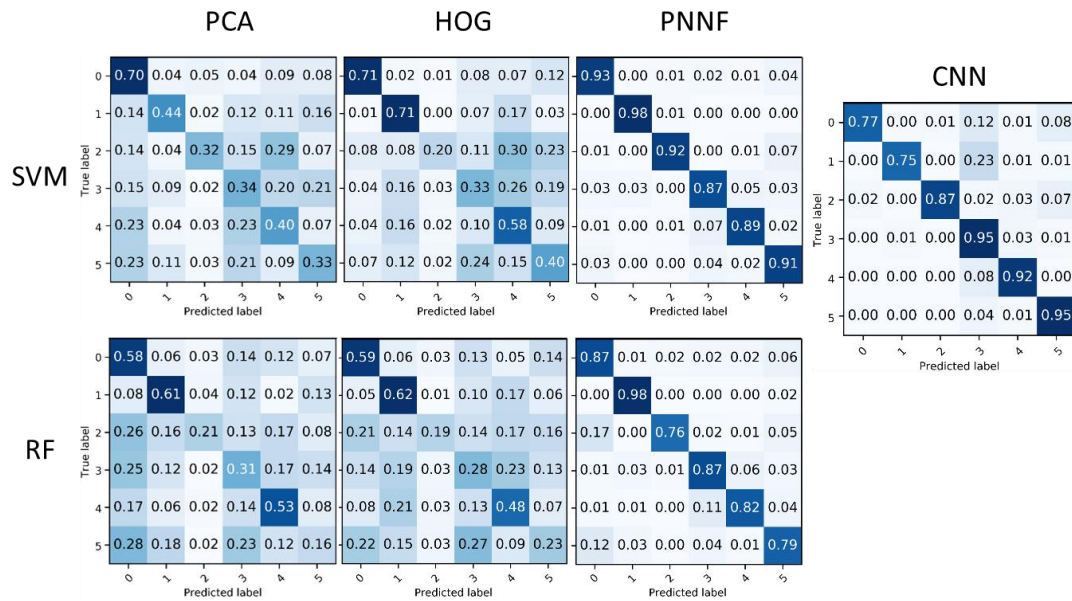 PCA HOG PNNF
CNN
SVM
RF
True label
0 0.70 0.04 0.05 0.04 0.09 0.08
1 0.14 0.44 0.02 0.12 0.11 0.16
2 0.14 0.04 0.32 0.15 0.29 0.07
3 0.15 0.09 0.02 0.34 0.20 0.21
4 0.23 0.04 0.03 0.23 0.40 0.07
5 0.23 0.11 0.03 0.21 0.09 0.33
0 1 2 3 4 5
Predicted label
0.71 0.02 0.01 0.08 0.07 0.12
0.01 0.71 0.00 0.07 0.17 0.03
0.08 0.08 0.20 0.11 0.30 0.23
0.04 0.16 0.03 0.33 0.26 0.19
0.04 0.16 0.02 0.10 0.58 0.09
0.07 0.12 0.02 0.24 0.15 0.40
0 1 2 3 4 5
Predicted label
0.93 0.00 0.01 0.02 0.01 0.04
0.00 0.98 0.01 0.00 0.00 0.00
0.01 0.00 0.92 0.00 0.01 0.07
0.03 0.03 0.00 0.87 0.05 0.03
0.01 0.01 0.00 0.07 0.89 0.02
0.03 0.00 0.00 0.04 0.02 0.91
0 1 2 3 4 5
Predicted label
True label
0 0.77 0.00 0.01 0.12 0.01 0.08
1 0.00 0.75 0.00 0.23 0.01 0.01
2 0.02 0.00 0.87 0.02 0.03 0.07
3 0.00 0.01 0.00 0.95 0.03 0.01
4 0.00 0.00 0.00 0.08 0.92 0.00
5 0.00 0.00 0.00 0.04 0.01 0.95
0 1 2 3 4 5
Predicted label
True label
0 0.58 0.06 0.03 0.14 0.12 0.07
1 0.08 0.61 0.04 0.12 0.02 0.13
2 0.26 0.16 0.21 0.13 0.17 0.08
3 0.25 0.12 0.02 0.31 0.17 0.14
4 0.17 0.06 0.02 0.14 0.53 0.08
5 0.28 0.18 0.02 0.23 0.12 0.16
0 1 2 3 4 5
Predicted label
0.59 0.06 0.03 0.13 0.05 0.14
0.05 0.62 0.01 0.10 0.17 0.06
0.21 0.14 0.19 0.14 0.17 0.16
0.14 0.19 0.03 0.28 0.23 0.13
0.08 0.21 0.03 0.13 0.48 0.07
0.22 0.15 0.03 0.27 0.09 0.23
0 1 2 3 4 5
Predicted label
0.87 0.01 0.02 0.02 0.02 0.06
0.00 0.98 0.00 0.00 0.00 0.02
0.17 0.00 0.76 0.02 0.01 0.05
0.01 0.03 0.01 0.87 0.06 0.03
0.01 0.01 0.00 0.11 0.82 0.04
0.12 0.03 0.00 0.04 0.01 0.79
0 1 2 3 4 5
Predicted label